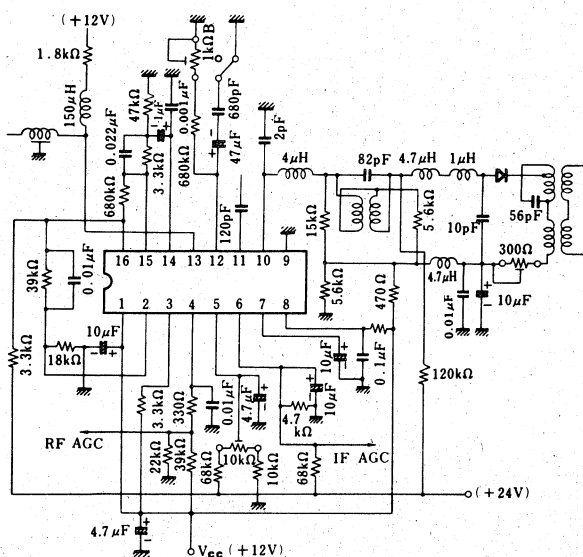 (+12V)
1.8kΩ
150μH
1kΩB
680pF
47μF
47kΩ
1μF
0.001μF
0.022μF
680kΩ
3.3kΩ
680kΩ
120pF
2pF
4μH
82pF
4.7μH
1μH
56pF
10pF
5.6kΩ
15kΩ
300Ω
4.7μH
5.6kΩ
470Ω
0.01μF
10μF
16 15 14 13 12 11 10 9
1 2 3 4 5 6 7 8
39kΩ
0.01μF
3.3kΩ
18kΩ
10μF
3.3kΩ
330Ω
0.01μF
4.7μF
10μF
10μF
0.1μF
4.7
kΩ
120kΩ
RF AGC
22kΩ
39kΩ
68kΩ
10kΩ
10kΩ
68kΩ
IF AGC
(+24V)
4.7μF
Vcc (+12V)